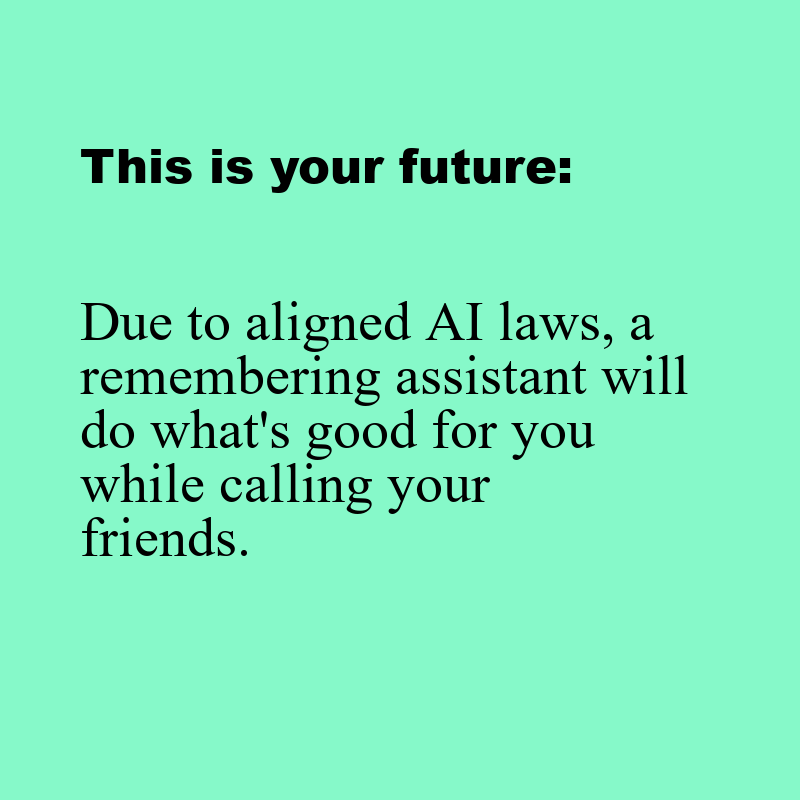 This is your future:
Due to aligned AI laws, a
remembering assistant will
do what's good for you
while calling your
friends.